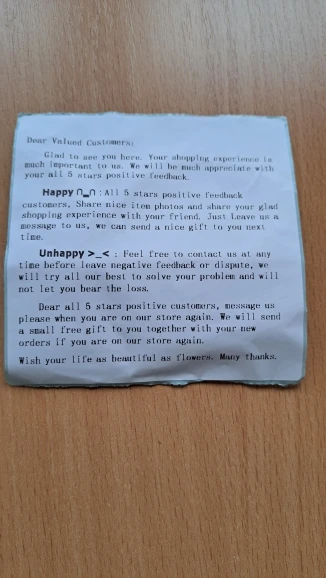 Dear Valued Customers:
Glad to see you here. Your shopping experience is
much important to us. We will be much appreciate with
your all 5 stars positive feedback.
Happy ∩_∩ : All 5 stars positive feedback
customers, Share nice item photos and share your glad
shopping experience with your friend. Just Leave us a
message to us, we can send a nice gift to you next
time.
Unhappy >_< : Feel free to contact us at any
time before leave negative feedback or dispute, we
will try all our best to solve your problem and will
not let you bear the loss.
Dear all 5 stars positive customers, message us
please when you are on our store again. We will send
a small free gift to you together with your new
orders if you are on our store again.
Wish your life as beautiful as flowers. Many thanks.